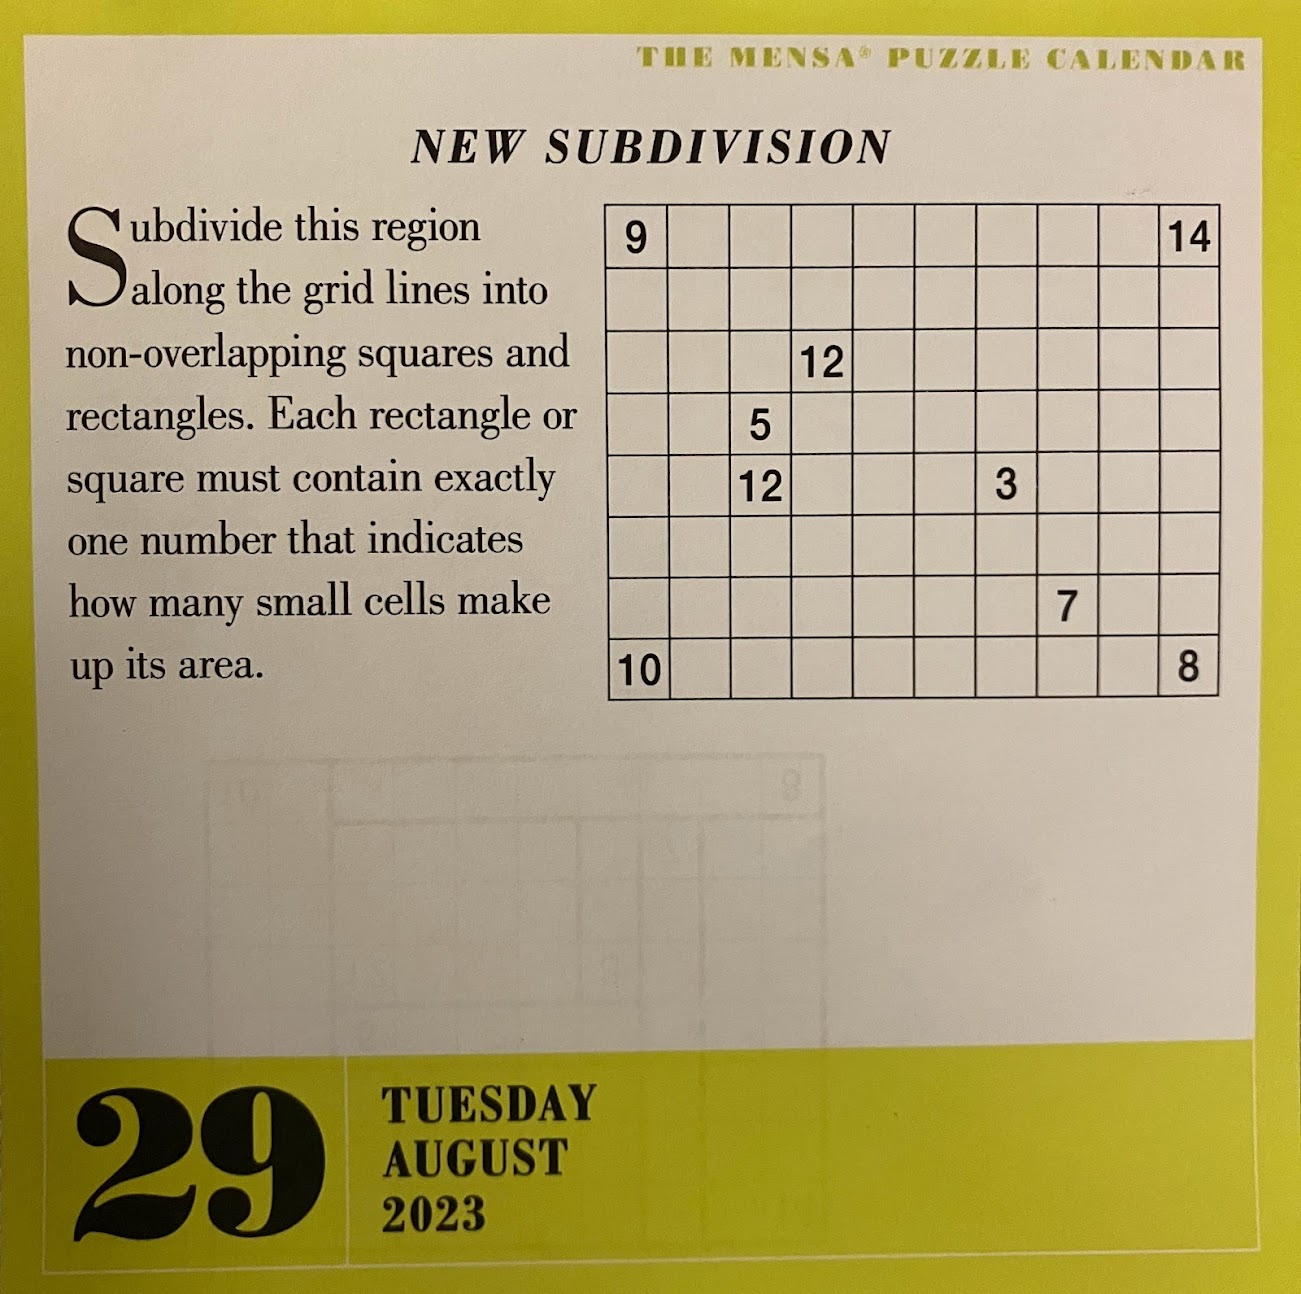 THE MENSA® PUZZLE CALENDAR
NEW SUBDIVISION
Subdivide this region
along the grid lines into
non-overlapping squares and
rectangles. Each rectangle or
square must contain exactly
one number that indicates
how many small cells make
up its area.
9 14
12
5
12 3
7
10 8
29
TUESDAY
AUGUST
2023